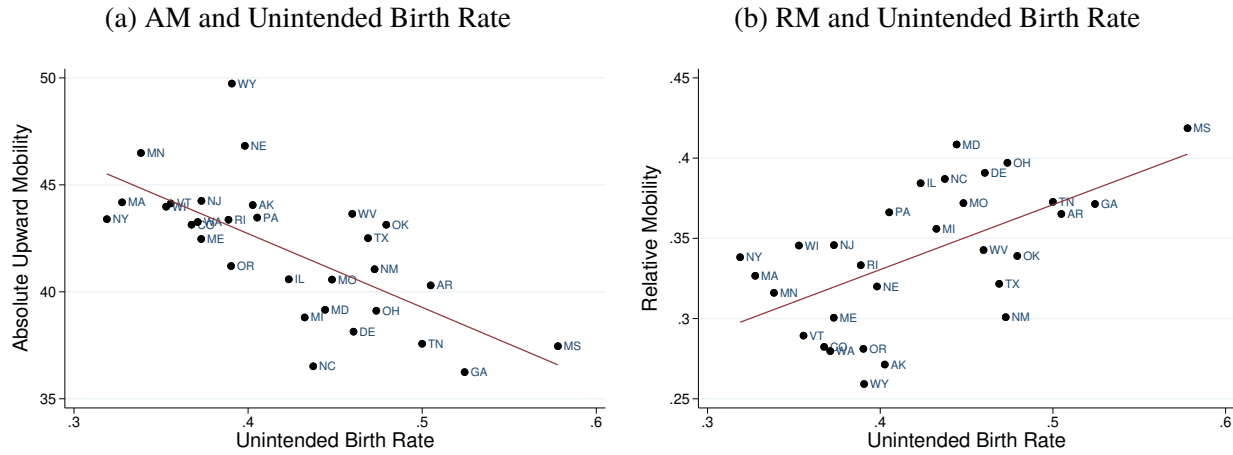 (a) AM and Unintended Birth Rate
50
45
40
35
Absolute Upward Mobility
WY
NE
MN
MA
VT
WI
NJ
AK
NY
WA
CO
RI
PA
ME
WV
OK
TX
OR
NM
IL
MO
AR
MD
OH
MI
DE
TN
MS
NC
GA
.3
.4
.5
.6
Unintended Birth Rate
(b) RM and Unintended Birth Rate
.45
.4
.35
.3
.25
Relative Mobility
MS
MD
OH
DE
NC
IL
MO
TN
GA
PA
AR
MI
WI
NJ
WV
NY
OK
RI
MA
TX
NE
MN
ME
NM
VT
CO
WA
OR
AK
WY
.3
.4
.5
.6
Unintended Birth Rate